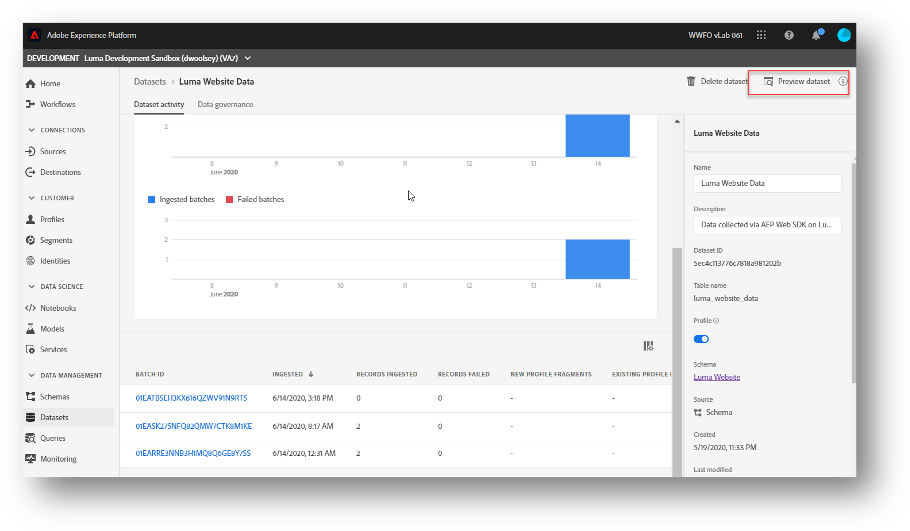 Adobe Experience Platform
WWFO vLab 061
DEVELOPMENT Luma Development Sandbox (dwoolsey) (VA7)
Home
Workflows
CONNECTIONS
Sources
Destinations
CUSTOMER
Profiles
Segments
Identities
DATA SCIENCE
Notebooks
Models
Services
DATA MANAGEMENT
Schemas
Datasets
Queries
Monitoring
Datasets > Luma Website Data
Delete dataset
Preview dataset
Dataset activity Data governance
2
8 9 10 11 12 13 14
June 2020
Ingested batches Failed batches
3
2
1
8 9 10 11 12 13 14
June 2020
BATCH ID INGESTED ↓ RECORDS INGESTED RECORDS FAILED NEW PROFILE FRAGMENTS EXISTING PROFILE
6/14/2020, 3:18 PM 0 0 - -
6/14/2020, 8:17 AM 2 0 - -
6/14/2020, 12:31 AM 2 0 - -
Luma Website Data
Name
Luma Website Data
Description
Data collected via AEP Web SDK on Lu...
Dataset ID
5ec4c113776c7818a981202b
Table name
luma_website_data
Profile
Schema
Luma Website
Source
Schema
Created
5/19/2020, 11:33 PM
Last modified